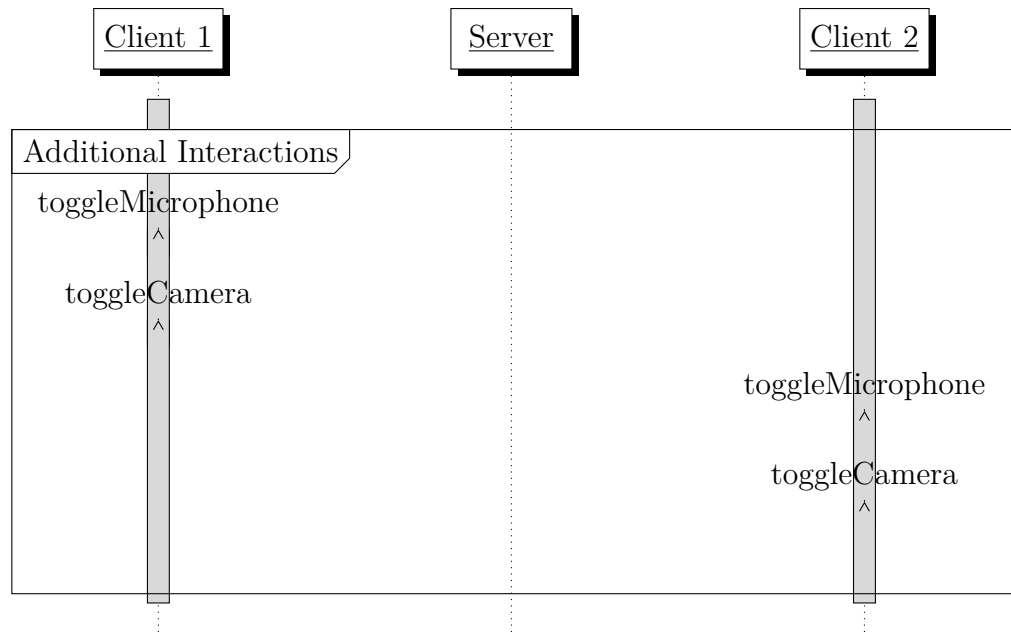 Client 1
Server
Client 2
Additional Interactions
toggleMicrophone
toggleCamera
toggleMicrophone
toggleCamera